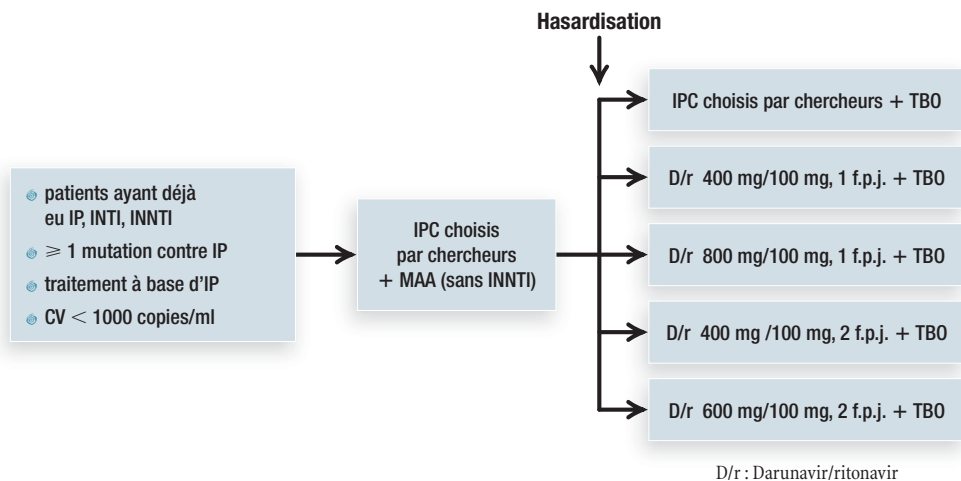 Hasardisation
patients ayant déjà
eu IP, INTI, INNTI
≥ 1 mutation contre IP
traitement à base d'IP
CV < 1000 copies/ml
IPC choisis
par chercheurs
+ MAA (sans INNTI)
IPC choisis par chercheurs + TBO
D/r 400 mg/100 mg, 1 f.p.j. + TBO
D/r 800 mg/100 mg, 1 f.p.j. + TBO
D/r 400 mg /100 mg, 2 f.p.j. + TBO
D/r 600 mg/100 mg, 2 f.p.j. + TBO
D/r : Darunavir/ritonavir